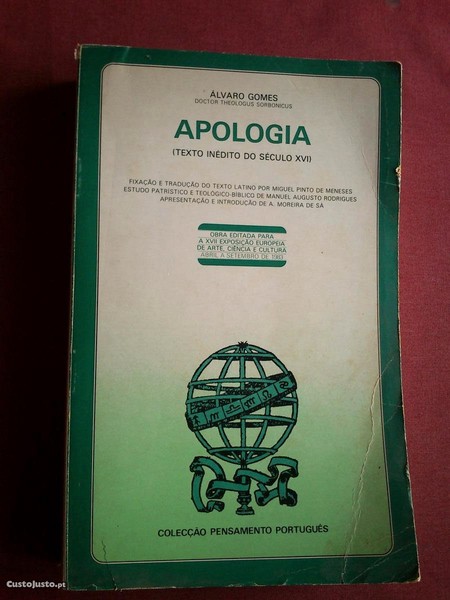 ÁLVARO GOMES
DOCTOR THEOLOGUS SORBONICUS
APOLOGIA
(TEXTO INÉDITO DO SÉCULO XVI)
FIXAÇÃO E TRADUÇÃO DO TEXTO LATINO POR MIGUEL PINTO DE MENESES
ESTUDO PATRÍSTICO E TEOLÓGICO-BÍBLICO DE MANUEL AUGUSTO RODRIGUES
APRESENTAÇÃO E INTRODUÇÃO DE A. MOREIRA DE SÁ
OBRA EDITADA PARA
A XVII EXPOSIÇÃO EUROPEIA
DE ARTE, CIÊNCIA E CULTURA
ABRIL A SETEMBRO DE 1983
COLECÇÃO PENSAMENTO PORTUGUÊS
CustoJusto.pt